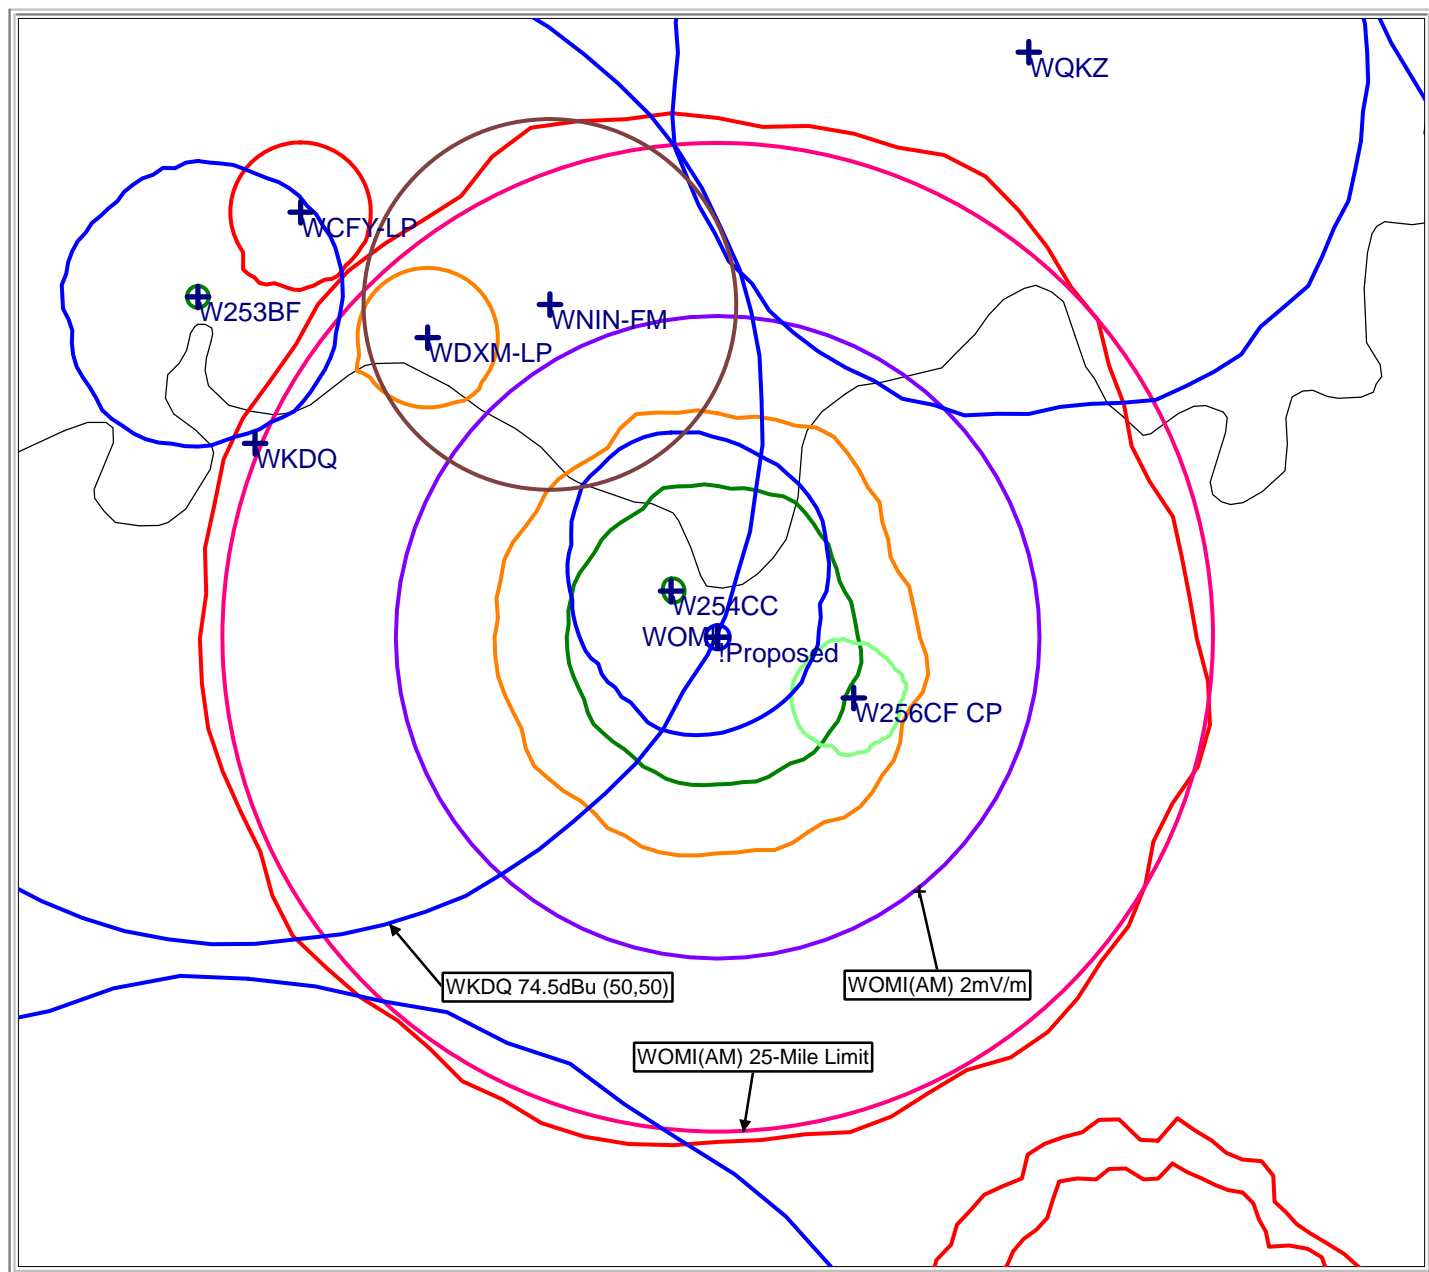 WQKZ
WCFY-LP
W253BF
WNIN-FM
WDXM-LP
WKDQ
W254CC
WOMI
!Proposed
W256CF CP
WKDQ 74.5dBu (50,50)
WOMI(AM) 2mV/m
WOMI(AM) 25-Mile Limit